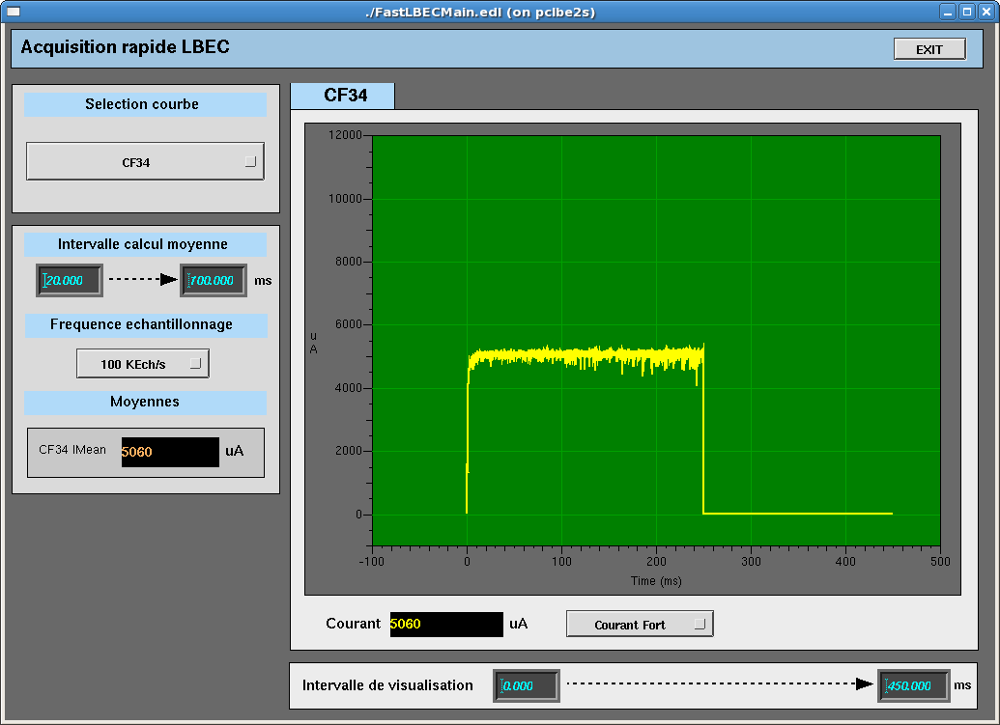 ./FastLBECMain.edl (on pclbe2s)
Acquisition rapide LBEC
EXIT
Selection courbe
CF34
Intervalle calcul moyenne
20.000
100.000 ms
Frequence echantillonnage
100 KEch/s
Moyennes
CF34 IMean 5060 uA
CF34
12000
10000
8000
6000
4000
2000
0
u
A
-100 0 100 200 300 400 500
Time (ms)
Courant 5060 uA
Courant Fort
Intervalle de visualisation 0.000 450.000 ms